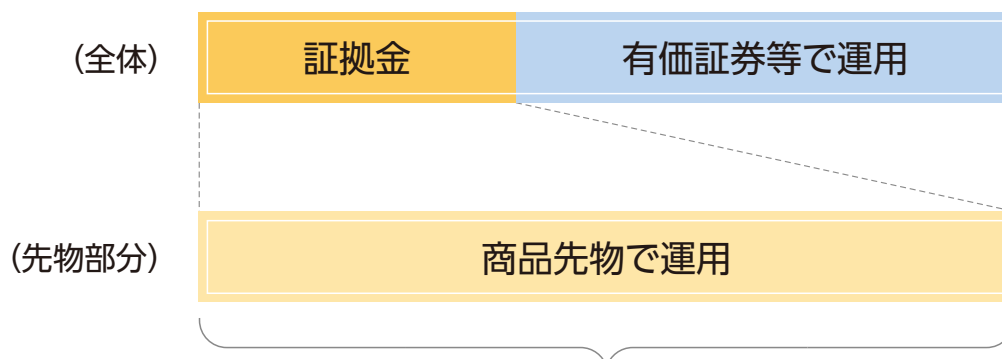 (全体)
証拠金
有価証券等で運用
(先物部分)
商品先物で運用